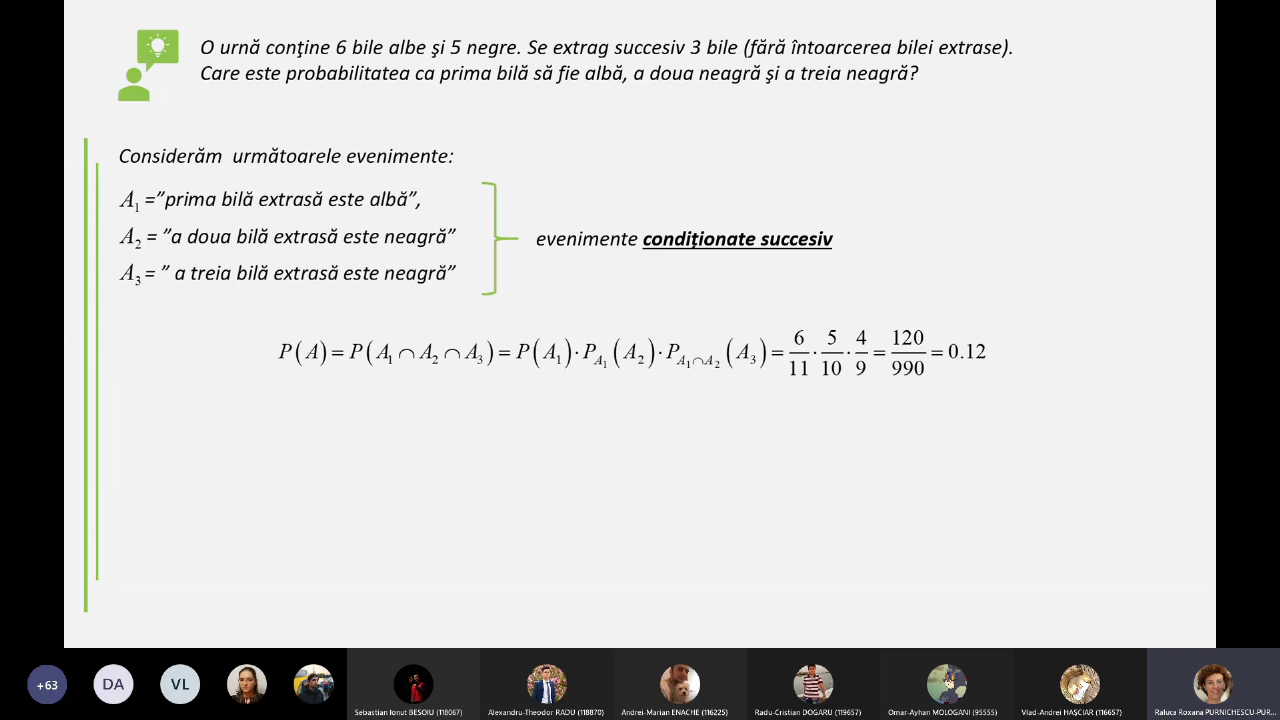 O urnă conţine 6 bile albe şi 5 negre. Se extrag succesiv 3 bile (fără întoarcerea bilei extrase).
Care este probabilitatea ca prima bilă să fie albă, a doua neagră şi a treia neagră?
Considerăm următoarele evenimente:
A₁ =”prima bilă extrasă este albă”,
A₂ = ”a doua bilă extrasă este neagră”
A₃ = ” a treia bilă extrasă este neagră”
evenimente condiționate succesiv
P(A) = P(A₁ ∩ A₂ ∩ A₃) = P(A₁) · P_{A₁}(A₂) · P_{A₁∩A₂}(A₃) = 6/11 · 5/10 · 4/9 = 120/990 = 0.12
+63 DA VL
Sebastian Ionut BESOIU (118067) Alexandru-Theodor RADU (118870) Andrei-Marian ENACHE (116225) Radu-Cristian DOGARU (119657) Omar-Ayhan MOLOGANI (95555) Vlad-Andrei HAȘCIAR (116657) Raluca Roxana PURNICHESCU-PUR...